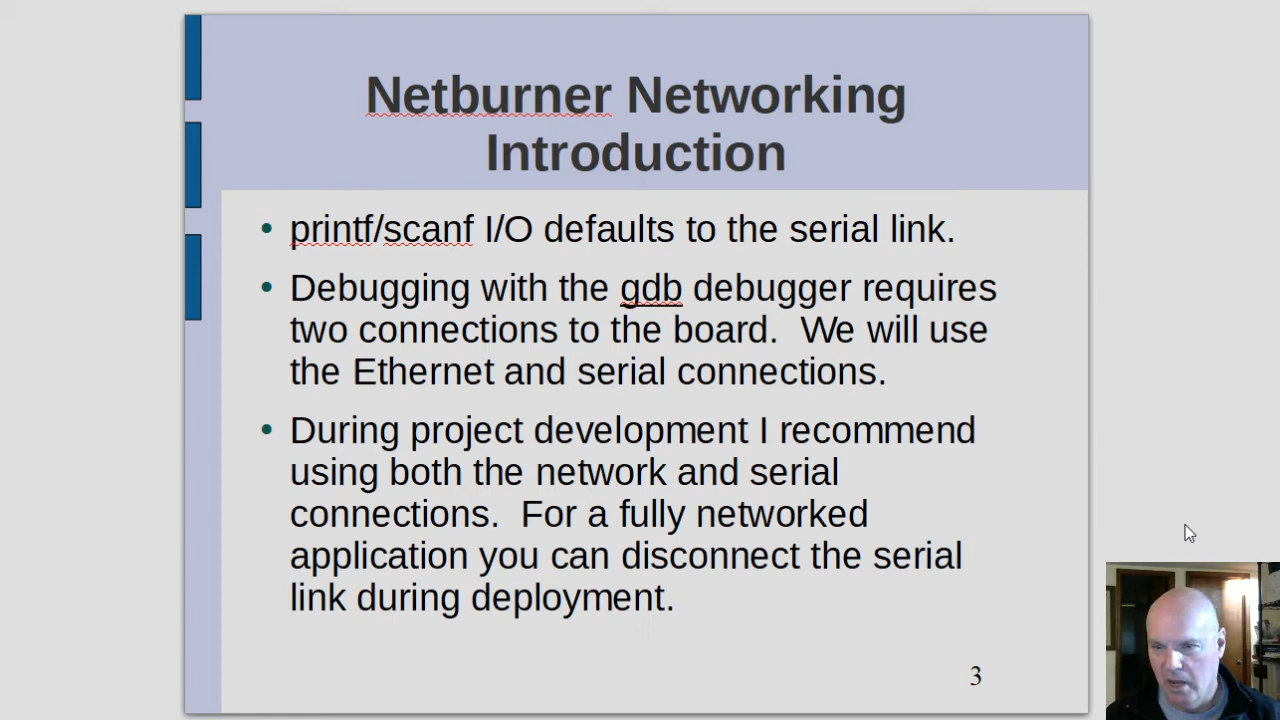 Netburner Networking
Introduction
• printf/scanf I/O defaults to the serial link.
• Debugging with the gdb debugger requires
two connections to the board.  We will use
the Ethernet and serial connections.
• During project development I recommend
using both the network and serial
connections.  For a fully networked
application you can disconnect the serial
link during deployment.
3